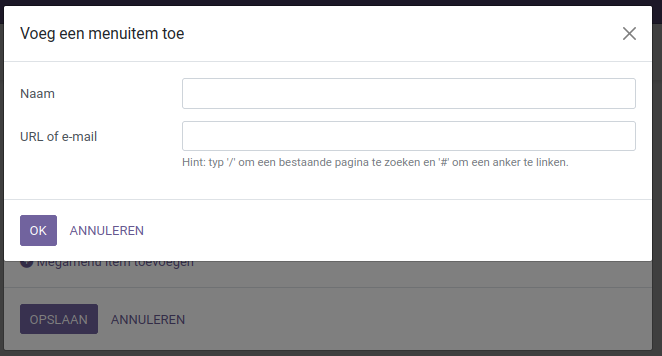 Voeg een menuitem toe
Naam
URL of e-mail
Hint: typ '/' om een bestaande pagina te zoeken en '#' om een anker te linken.
OK ANNULEREN
Megamenu item toevoegen
OPSLAAN ANNULEREN